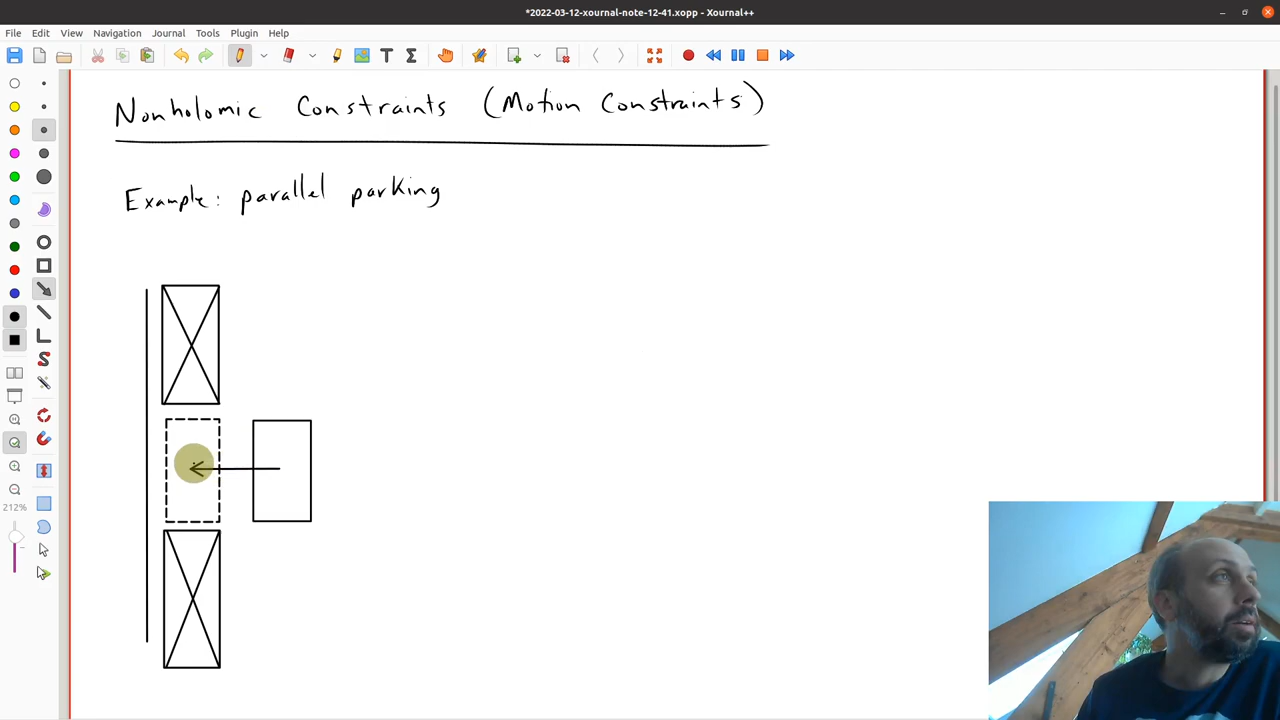 *2022-03-12-xournal-note-12-41.xopp - Xournal++
File Edit View Navigation Journal Tools Plugin Help
Nonholomic Constraints (Motion Constraints)
Example: parallel parking
212%